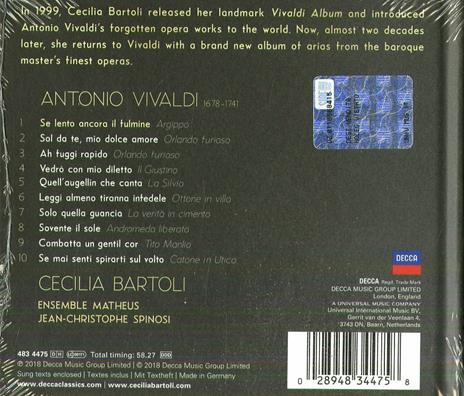 In 1999, Cecilia Bartoli released her landmark Vivaldi Album and introduced
Antonio Vivaldi's forgotten opera works to the world. Now, almost two decades
later, she returns to Vivaldi with a brand new album of arias from the baroque
master's finest operas.
ANTONIO VIVALDI 1678-1741
1 Se lento ancora il fulmine Argippo
2 Sol da te, mio dolce amore Orlando furioso
3 Ah fuggi rapido Orlando furioso
4 Vedrò con mio diletto Il Giustino
5 Quell'augellin che canta La Silvia
6 Leggi almeno tiranna infedele Ottone in villa
7 Solo quella guancia La verità in cimento
8 Sovente il sole Andromeda liberata
9 Combatta un gentil cor Tito Manlio
10 Se mai senti spirarti sul volto Catone in Utica
CECILIA BARTOLI
ENSEMBLE MATHEUS
JEAN-CHRISTOPHE SPINOSI
DECCA
DECCA Regd. Trade Mark
DECCA MUSIC GROUP LIMITED
London, England
A UNIVERSAL MUSIC COMPANY
Universal International Music BV,
Gerrit van der Veenlaan 4,
3743 DN, Baarn, Netherlands
483 4475 Total timing: 58.27 DDD
℗ 2018 Decca Music Group Limited | © 2018 Decca Music Group Limited
Sung texts enclosed | Textes inclus | Mit Textheft | Made in Germany
www.deccaclassics.com | www.ceciliabartoli.com
0 28948 34475 8